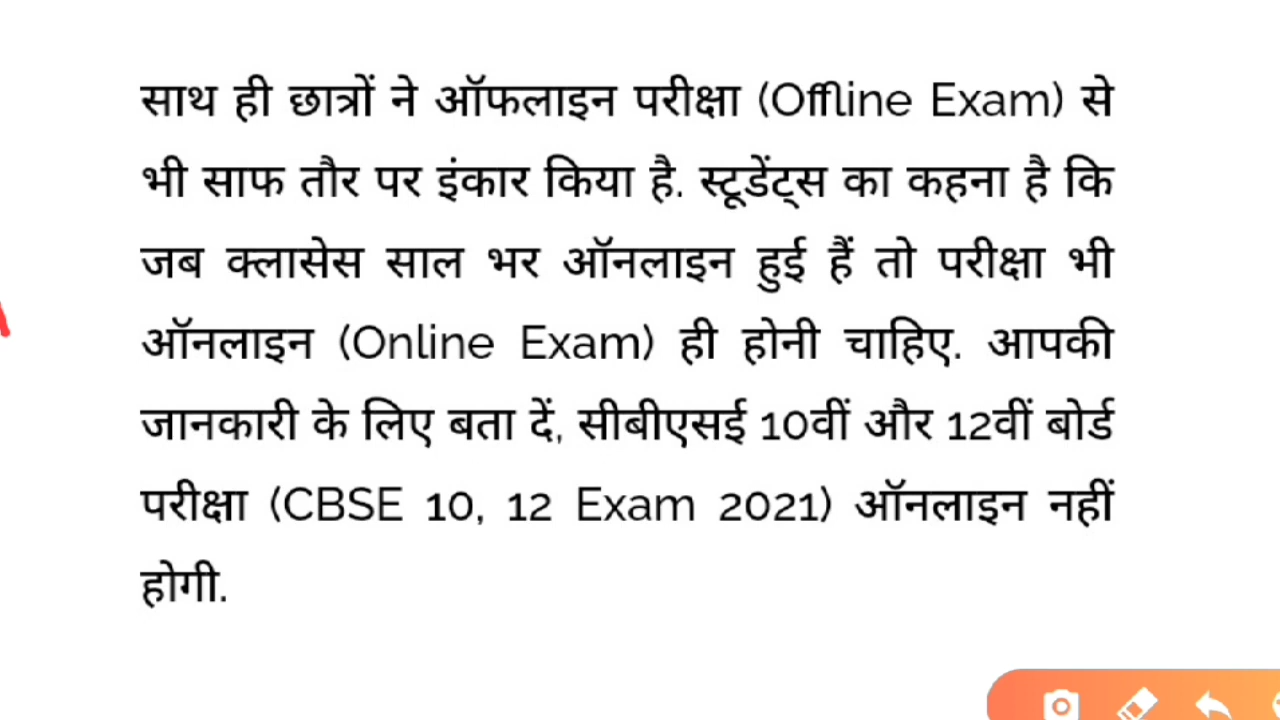 साथ ही छात्रों ने ऑफलाइन परीक्षा (Offline Exam) से
भी साफ तौर पर इंकार किया है. स्टूडेंट्स का कहना है कि
जब क्लासेस साल भर ऑनलाइन हुई हैं तो परीक्षा भी
ऑनलाइन (Online Exam) ही होनी चाहिए. आपकी
जानकारी के लिए बता दें, सीबीएसई 10वीं और 12वीं बोर्ड
परीक्षा (CBSE 10, 12 Exam 2021) ऑनलाइन नहीं
होगी.